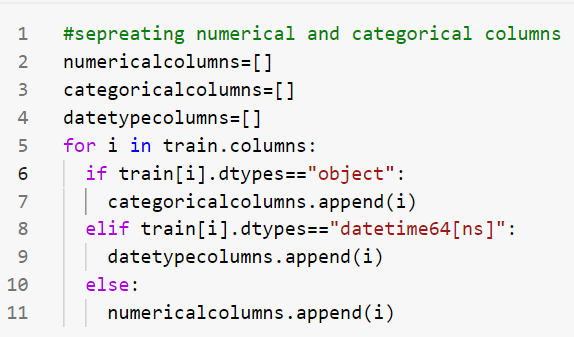 1 #sepreating numerical and categorical columns
2 numericalcolumns=[]
3 categoricalcolumns=[]
4 datetypecolumns=[]
5 for i in train.columns:
6   if train[i].dtypes=="object":
7     categoricalcolumns.append(i)
8   elif train[i].dtypes=="datetime64[ns]":
9     datetypecolumns.append(i)
10   else:
11     numericalcolumns.append(i)